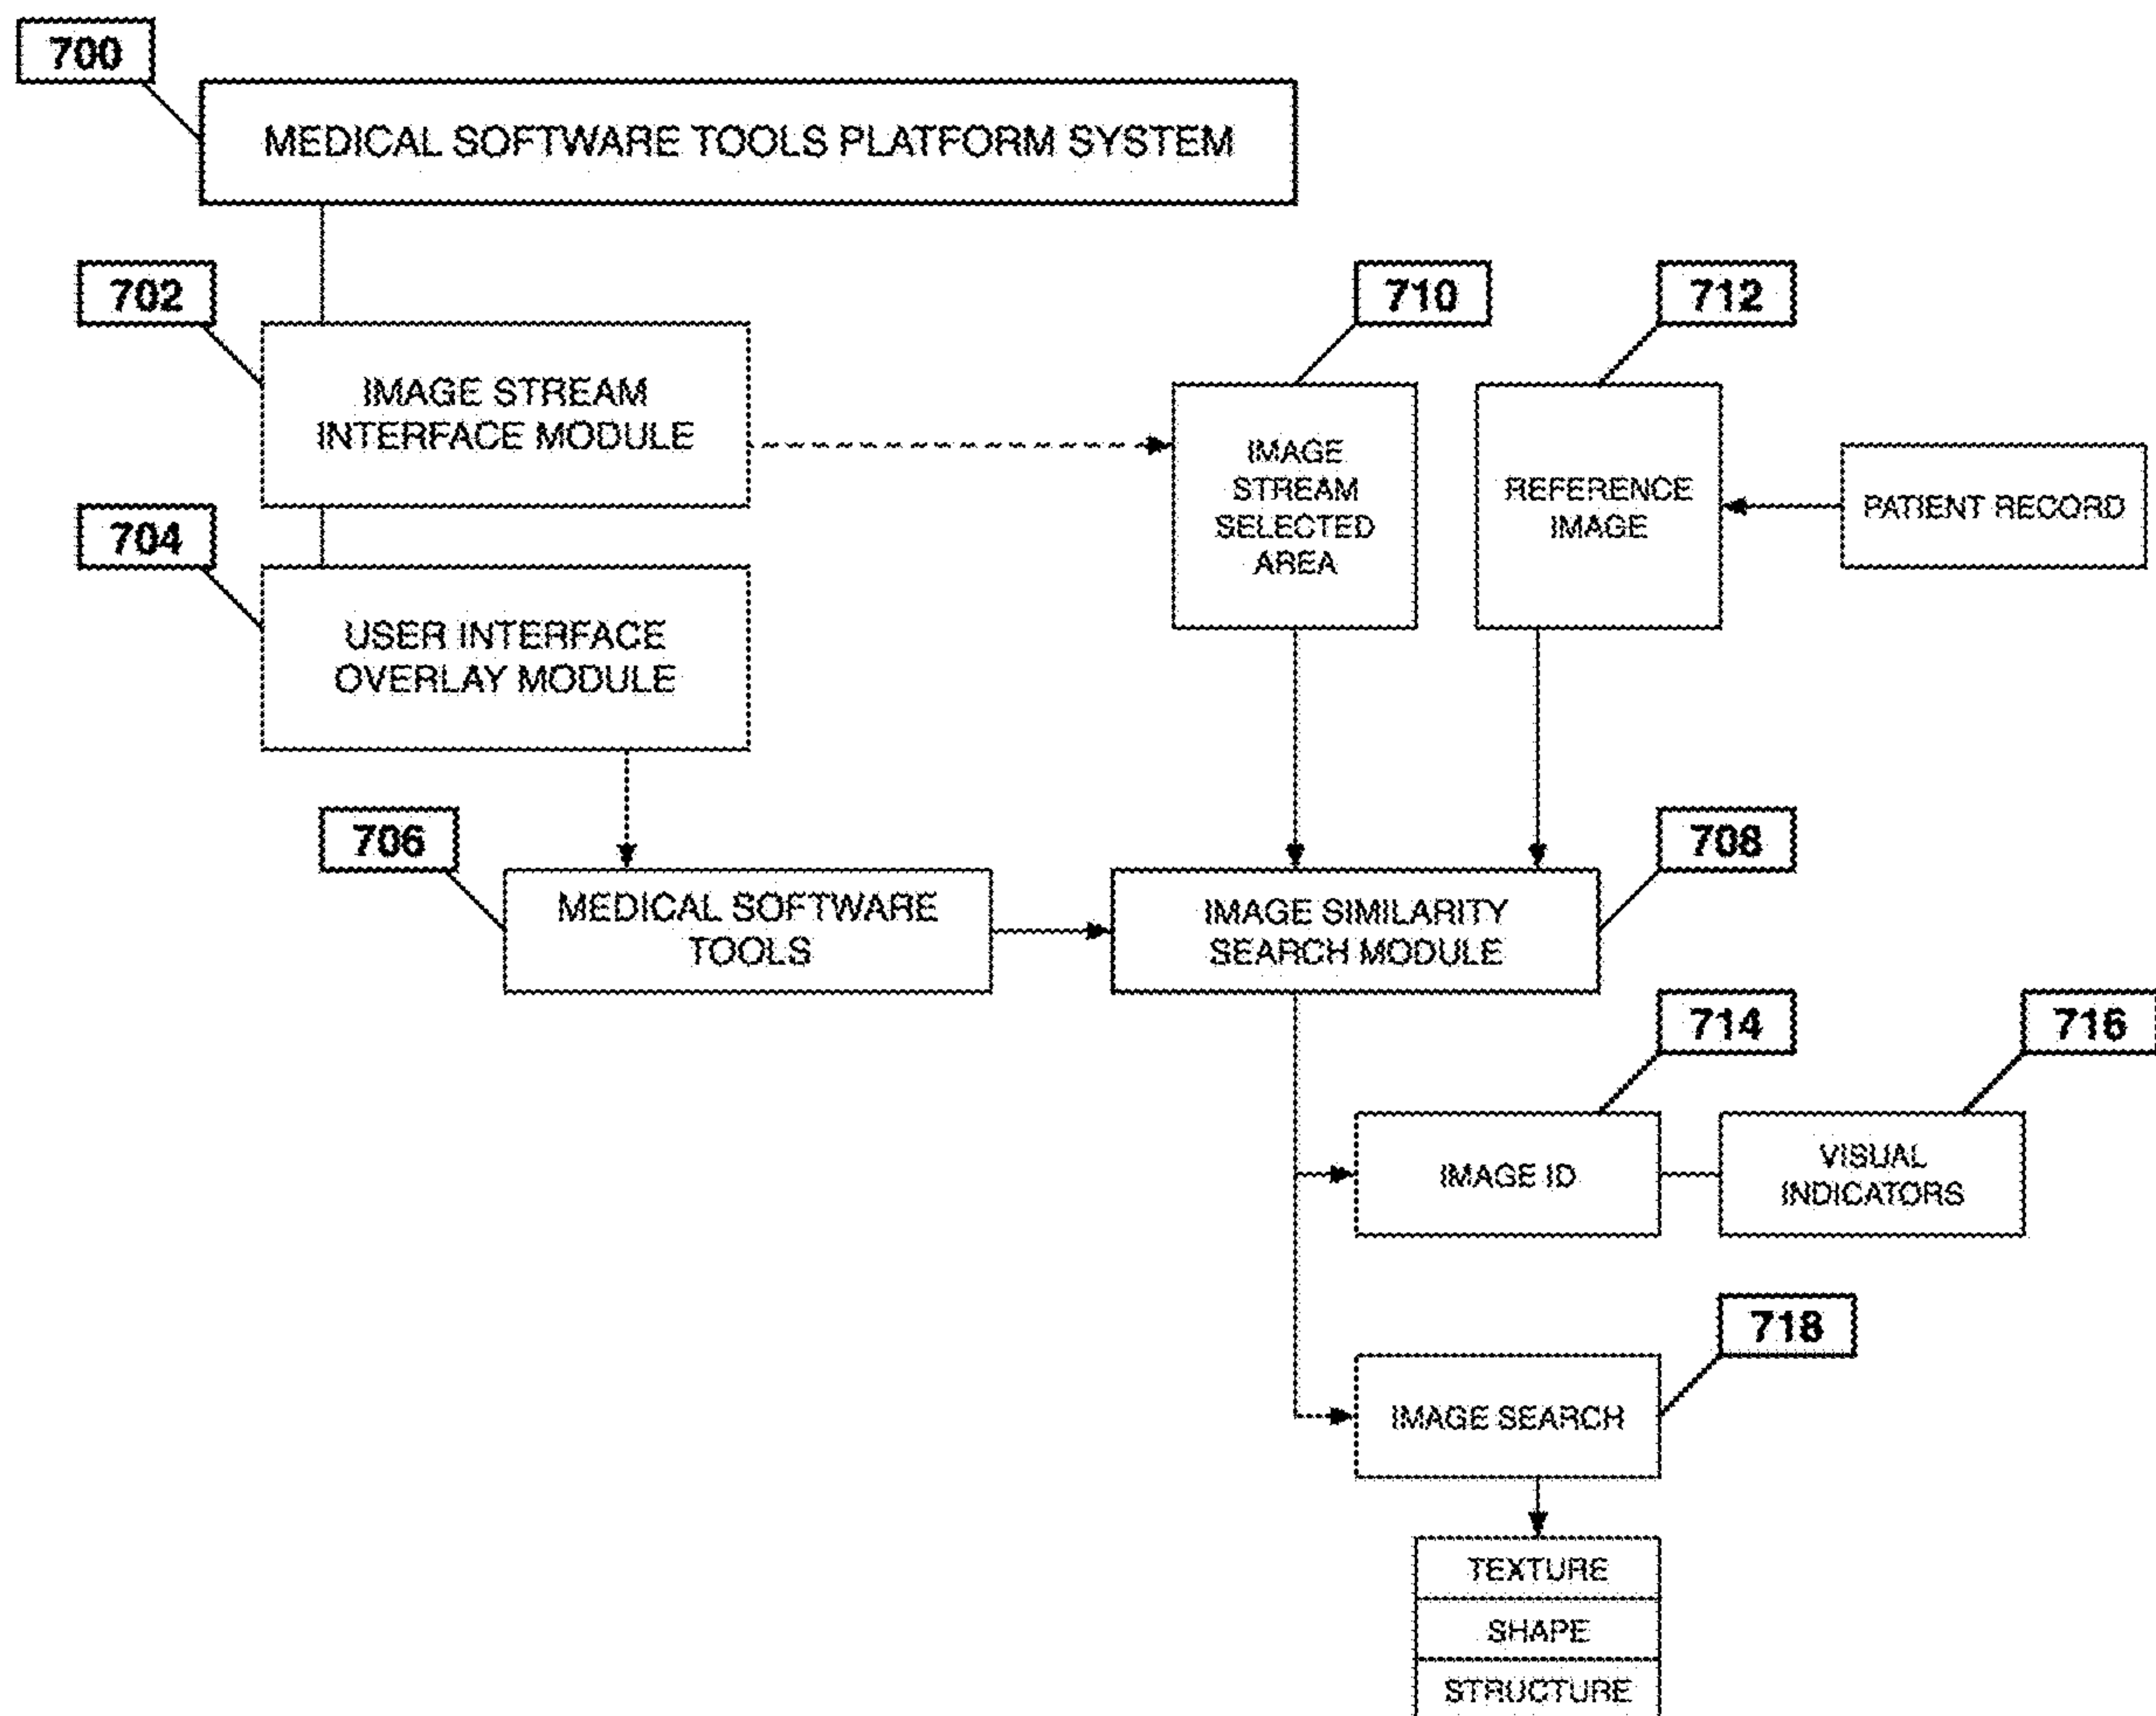 700
MEDICAL SOFTWARE TOOLS PLATFORM SYSTEM
702
IMAGE STREAM
INTERFACE MODULE
710
IMAGE
STREAM
SELECTED
AREA
712
REFERENCE
IMAGE
PATIENT RECORD
704
USER INTERFACE
OVERLAY MODULE
706
MEDICAL SOFTWARE
TOOLS
708
IMAGE SIMILARITY
SEARCH MODULE
714
IMAGE ID
716
VISUAL
INDICATORS
718
IMAGE SEARCH
TEXTURE
SHAPE
STRUCTURE